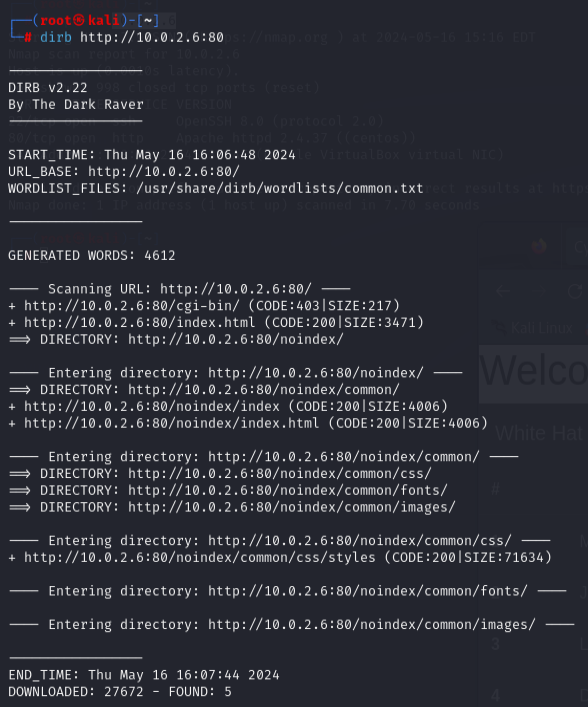 (root㉿kali)-[~]
# dirb http://10.0.2.6:80
-----------------
DIRB v2.22
By The Dark Raver
-----------------
START_TIME: Thu May 16 16:06:48 2024
URL_BASE: http://10.0.2.6:80/
WORDLIST_FILES: /usr/share/dirb/wordlists/common.txt
-----------------
GENERATED WORDS: 4612
---- Scanning URL: http://10.0.2.6:80/ ----
+ http://10.0.2.6:80/cgi-bin/ (CODE:403|SIZE:217)
+ http://10.0.2.6:80/index.html (CODE:200|SIZE:3471)
==> DIRECTORY: http://10.0.2.6:80/noindex/
---- Entering directory: http://10.0.2.6:80/noindex/ ----
==> DIRECTORY: http://10.0.2.6:80/noindex/common/
+ http://10.0.2.6:80/noindex/index (CODE:200|SIZE:4006)
+ http://10.0.2.6:80/noindex/index.html (CODE:200|SIZE:4006)
---- Entering directory: http://10.0.2.6:80/noindex/common/ ----
==> DIRECTORY: http://10.0.2.6:80/noindex/common/css/
==> DIRECTORY: http://10.0.2.6:80/noindex/common/fonts/
==> DIRECTORY: http://10.0.2.6:80/noindex/common/images/
---- Entering directory: http://10.0.2.6:80/noindex/common/css/ ----
+ http://10.0.2.6:80/noindex/common/css/styles (CODE:200|SIZE:71634)
---- Entering directory: http://10.0.2.6:80/noindex/common/fonts/ ----
---- Entering directory: http://10.0.2.6:80/noindex/common/images/ ----
-----------------
END_TIME: Thu May 16 16:07:44 2024
DOWNLOADED: 27672 - FOUND: 5
Kali Linux
Welco
White Hat
#
3
4